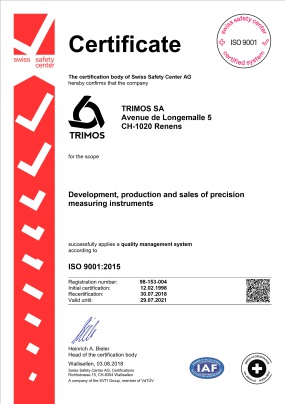 swiss safety center
Certificate
swiss safety center
ISO 9001
certified system
The certification body of Swiss Safety Center AG
hereby confirms that the company
TRIMOS
TRIMOS SA
Avenue de Longemalle 5
CH-1020 Renens
for the scope
Development, production and sales of precision
measuring instruments
successfully applies a quality management system
according to
ISO 9001:2015
Registration number: 98-153-004
Initial certification: 12.02.1998
Recertification: 30.07.2018
Valid until: 29.07.2021
Heinrich A. Bieler
Head of the certification body
Wallisellen, 03.08.2018
Swiss Safety Center AG, Certifications
Richtistrasse 15, CH-8304 Wallisellen
A company of the SVTI Group, member of VdTÜV
IAF